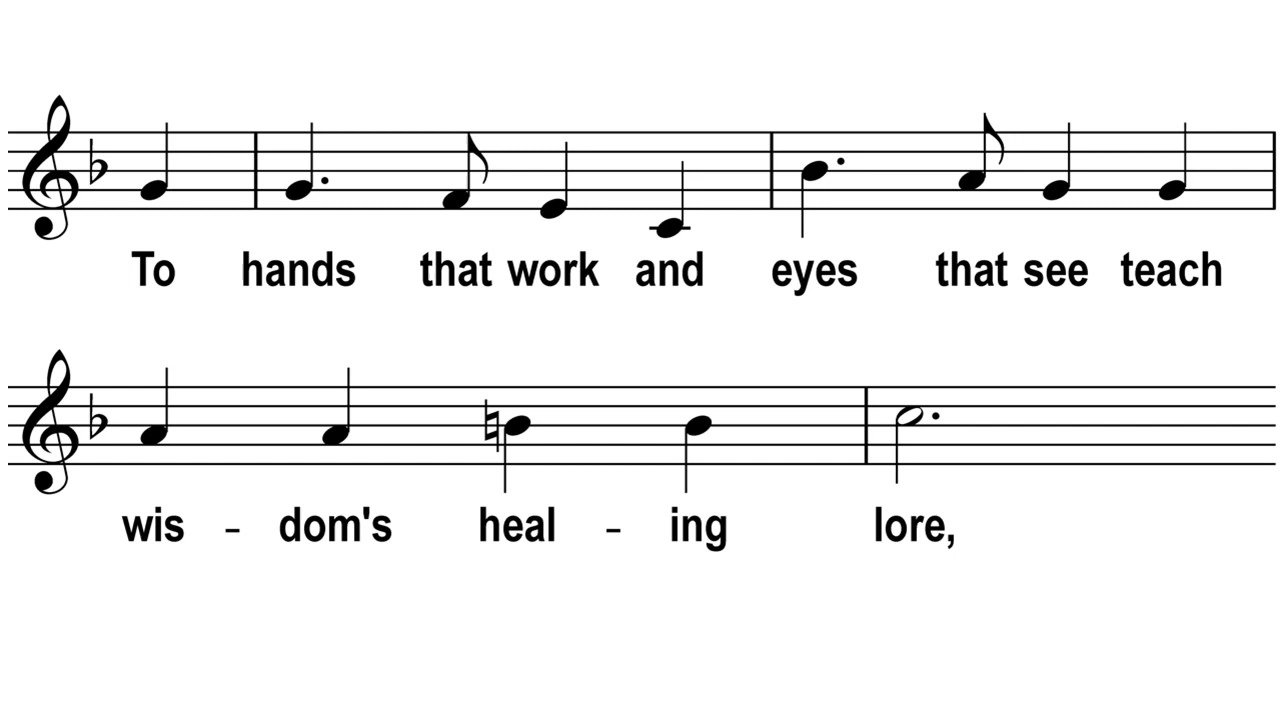 To hands that work and eyes that see teach
wis - dom's heal - ing lore,